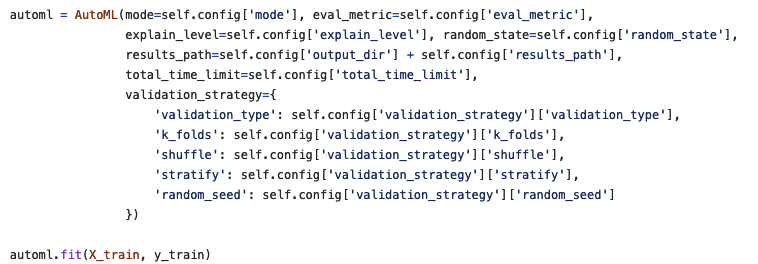 automl = AutoML(mode=self.config['mode'], eval_metric=self.config['eval_metric'],
                explain_level=self.config['explain_level'], random_state=self.config['random_state'],
                results_path=self.config['output_dir'] + self.config['results_path'],
                total_time_limit=self.config['total_time_limit'],
                validation_strategy={
                    'validation_type': self.config['validation_strategy']['validation_type'],
                    'k_folds': self.config['validation_strategy']['k_folds'],
                    'shuffle': self.config['validation_strategy']['shuffle'],
                    'stratify': self.config['validation_strategy']['stratify'],
                    'random_seed': self.config['validation_strategy']['random_seed']
                })
automl.fit(X_train, y_train)